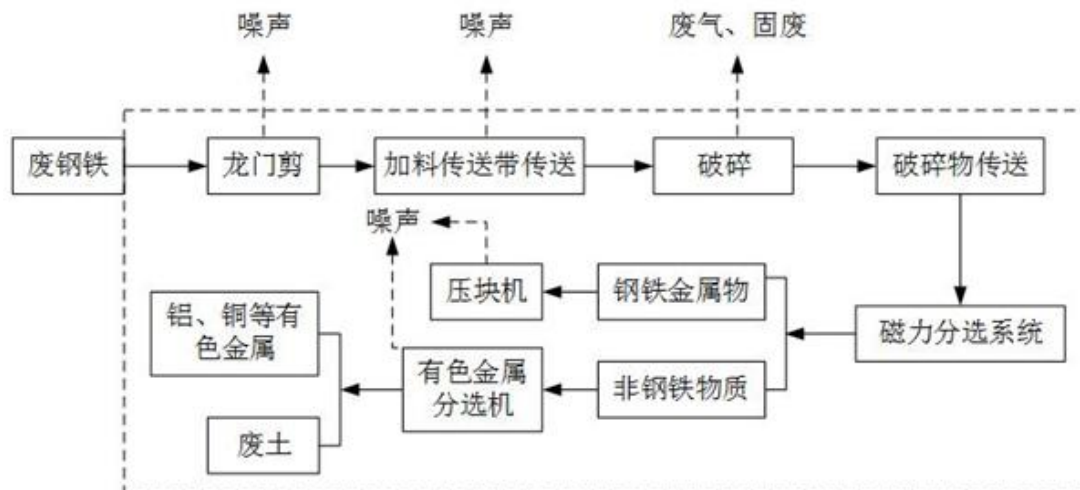 噪声
噪声
废气、固废
废钢铁
龙门剪
加料传送带传送
破碎
破碎物传送
噪声
压块机
钢铁金属物
铝、铜等有
色金属
磁力分选系统
有色金属
分选机
非钢铁物质
废土